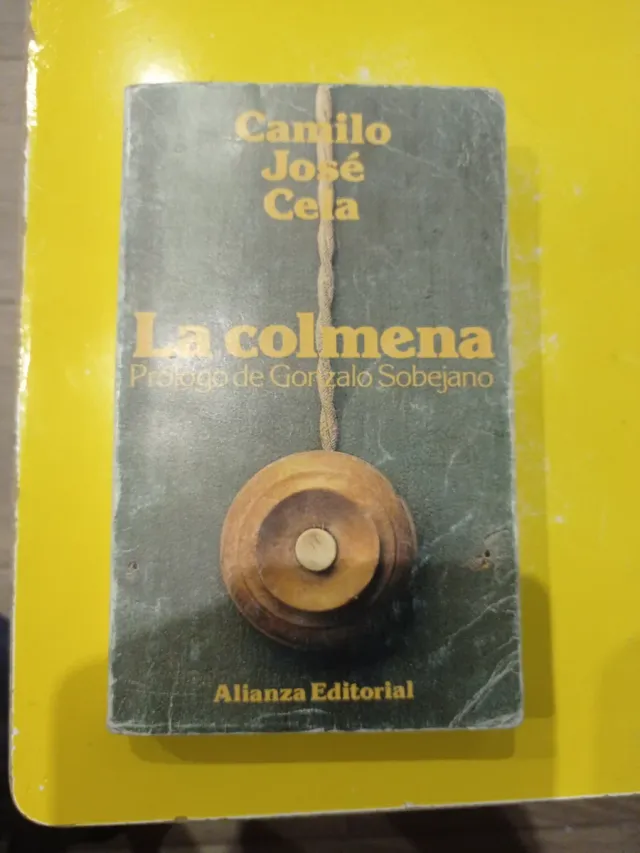 Camilo
José
Cela
La colmena
Prólogo de Gonzalo Sobejano
Alianza Editorial